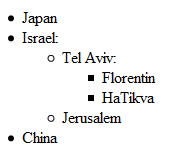 Japan
Israel:
Tel Aviv:
Florentin
HaTikva
Jerusalem
China